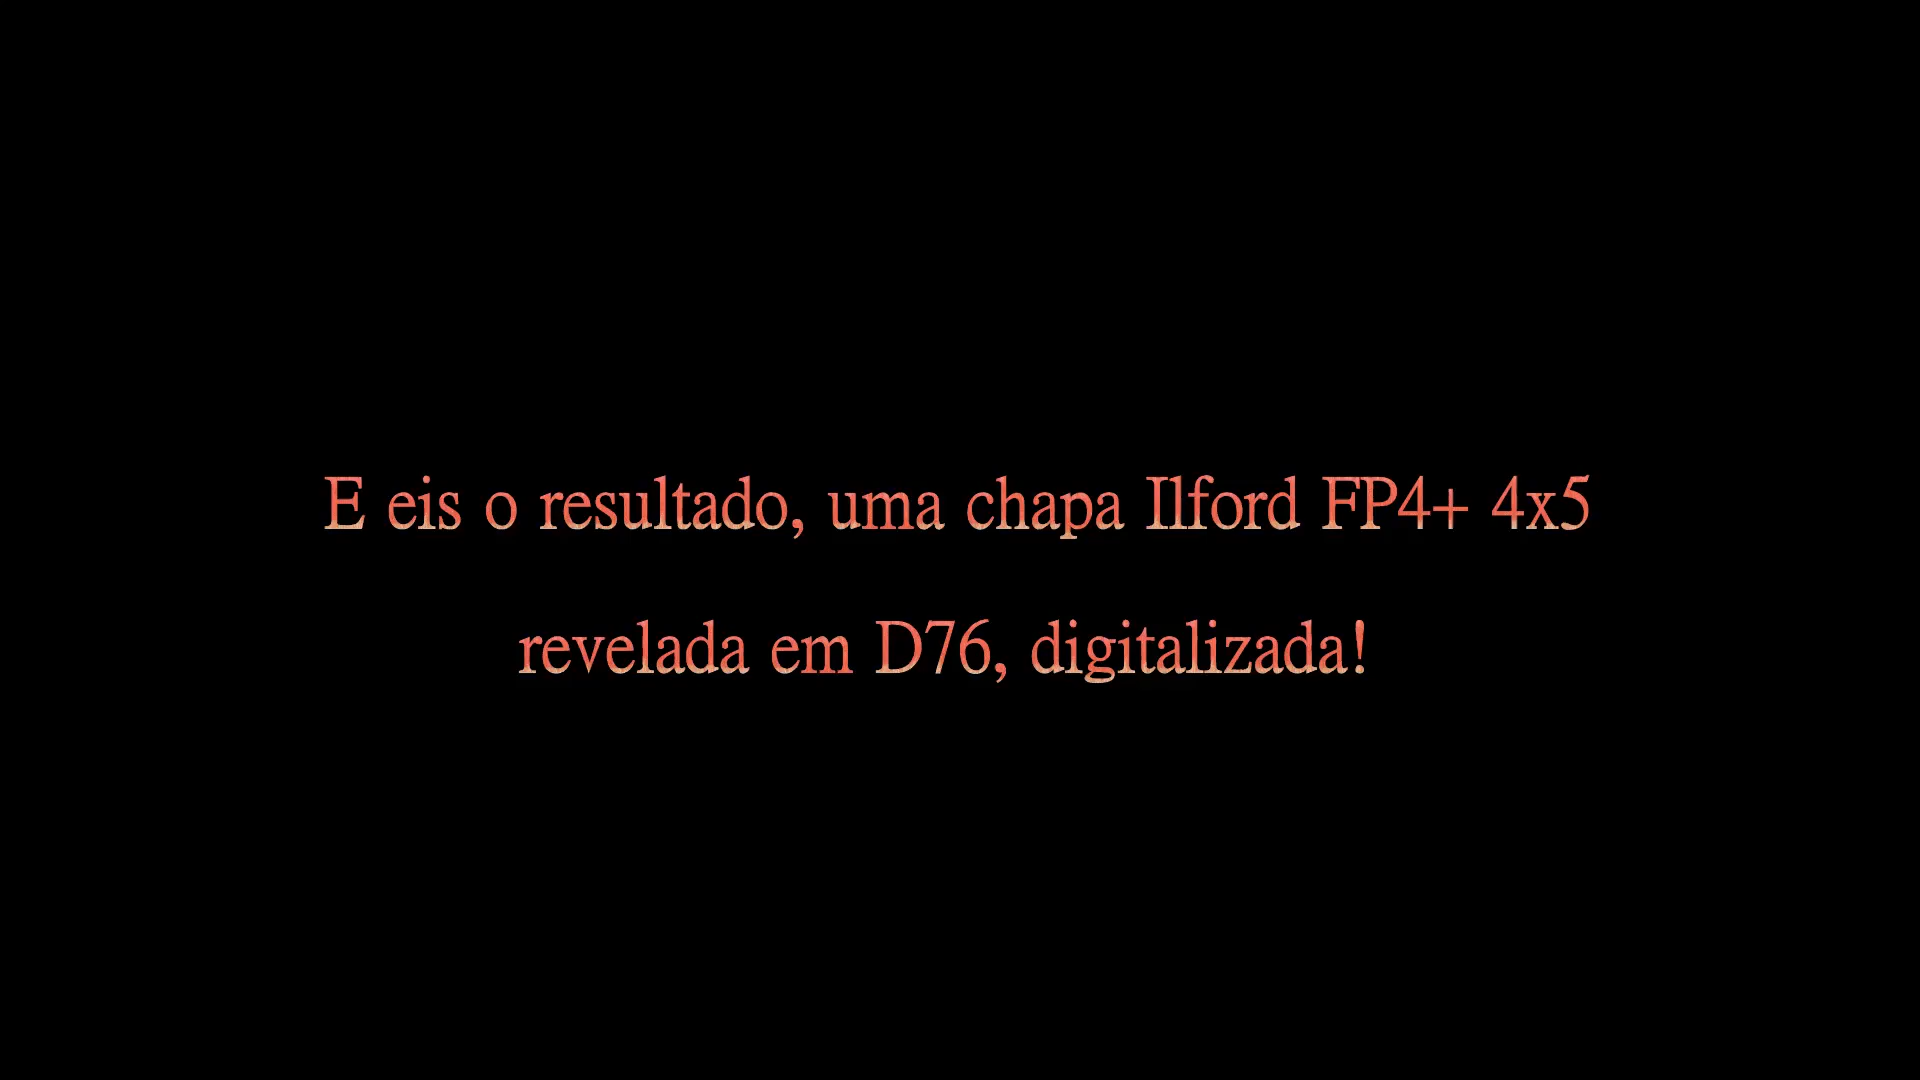 E eis o resultado, uma chapa Ilford FP4+ 4x5
revelada em D76, digitalizada!